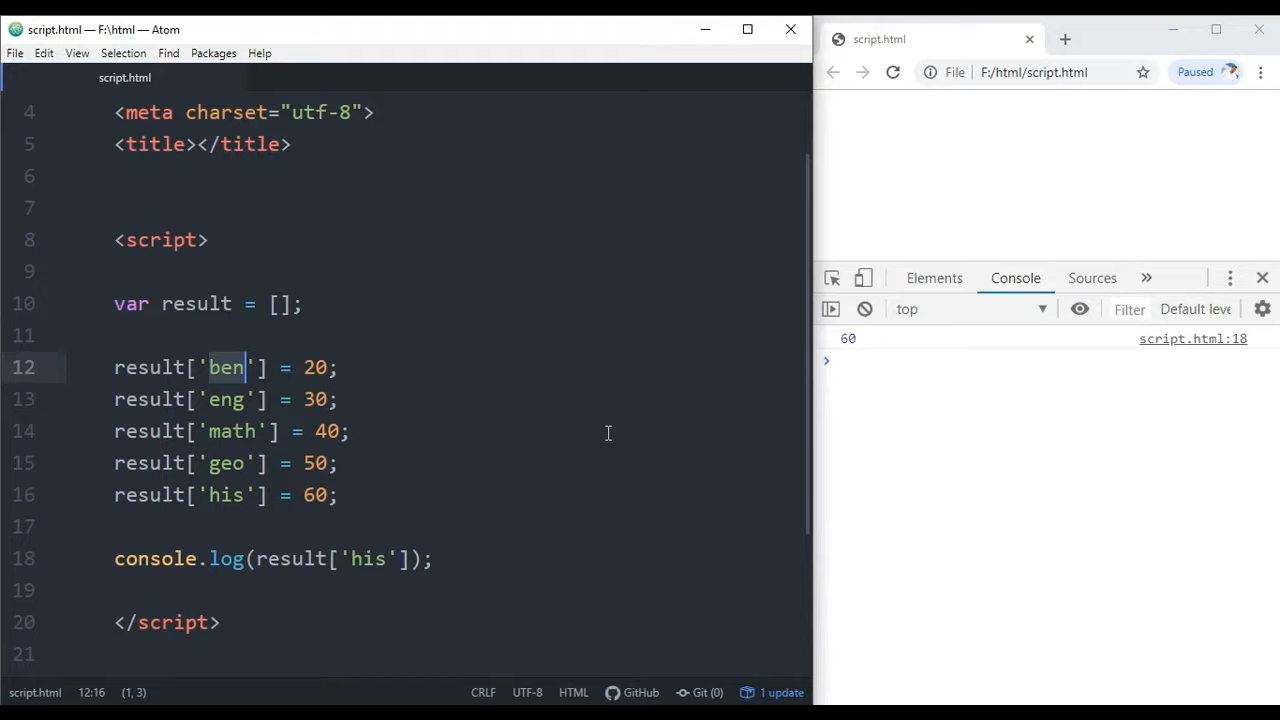 script.html — F:\html — Atom
File Edit View Selection Find Packages Help
script.html
4 <meta charset="utf-8">
5 <title></title>
6
7
8 <script>
9
10 var result = [];
11
12 result['ben'] = 20;
13 result['eng'] = 30;
14 result['math'] = 40;
15 result['geo'] = 50;
16 result['his'] = 60;
17
18 console.log(result['his']);
19
20 </script>
21
script.html 12:16 (1, 3) CRLF UTF-8 HTML GitHub Git (0) 1 update
script.html
File F:/html/script.html Paused
Elements Console Sources »
top Filter Default leve
60 script.html:18